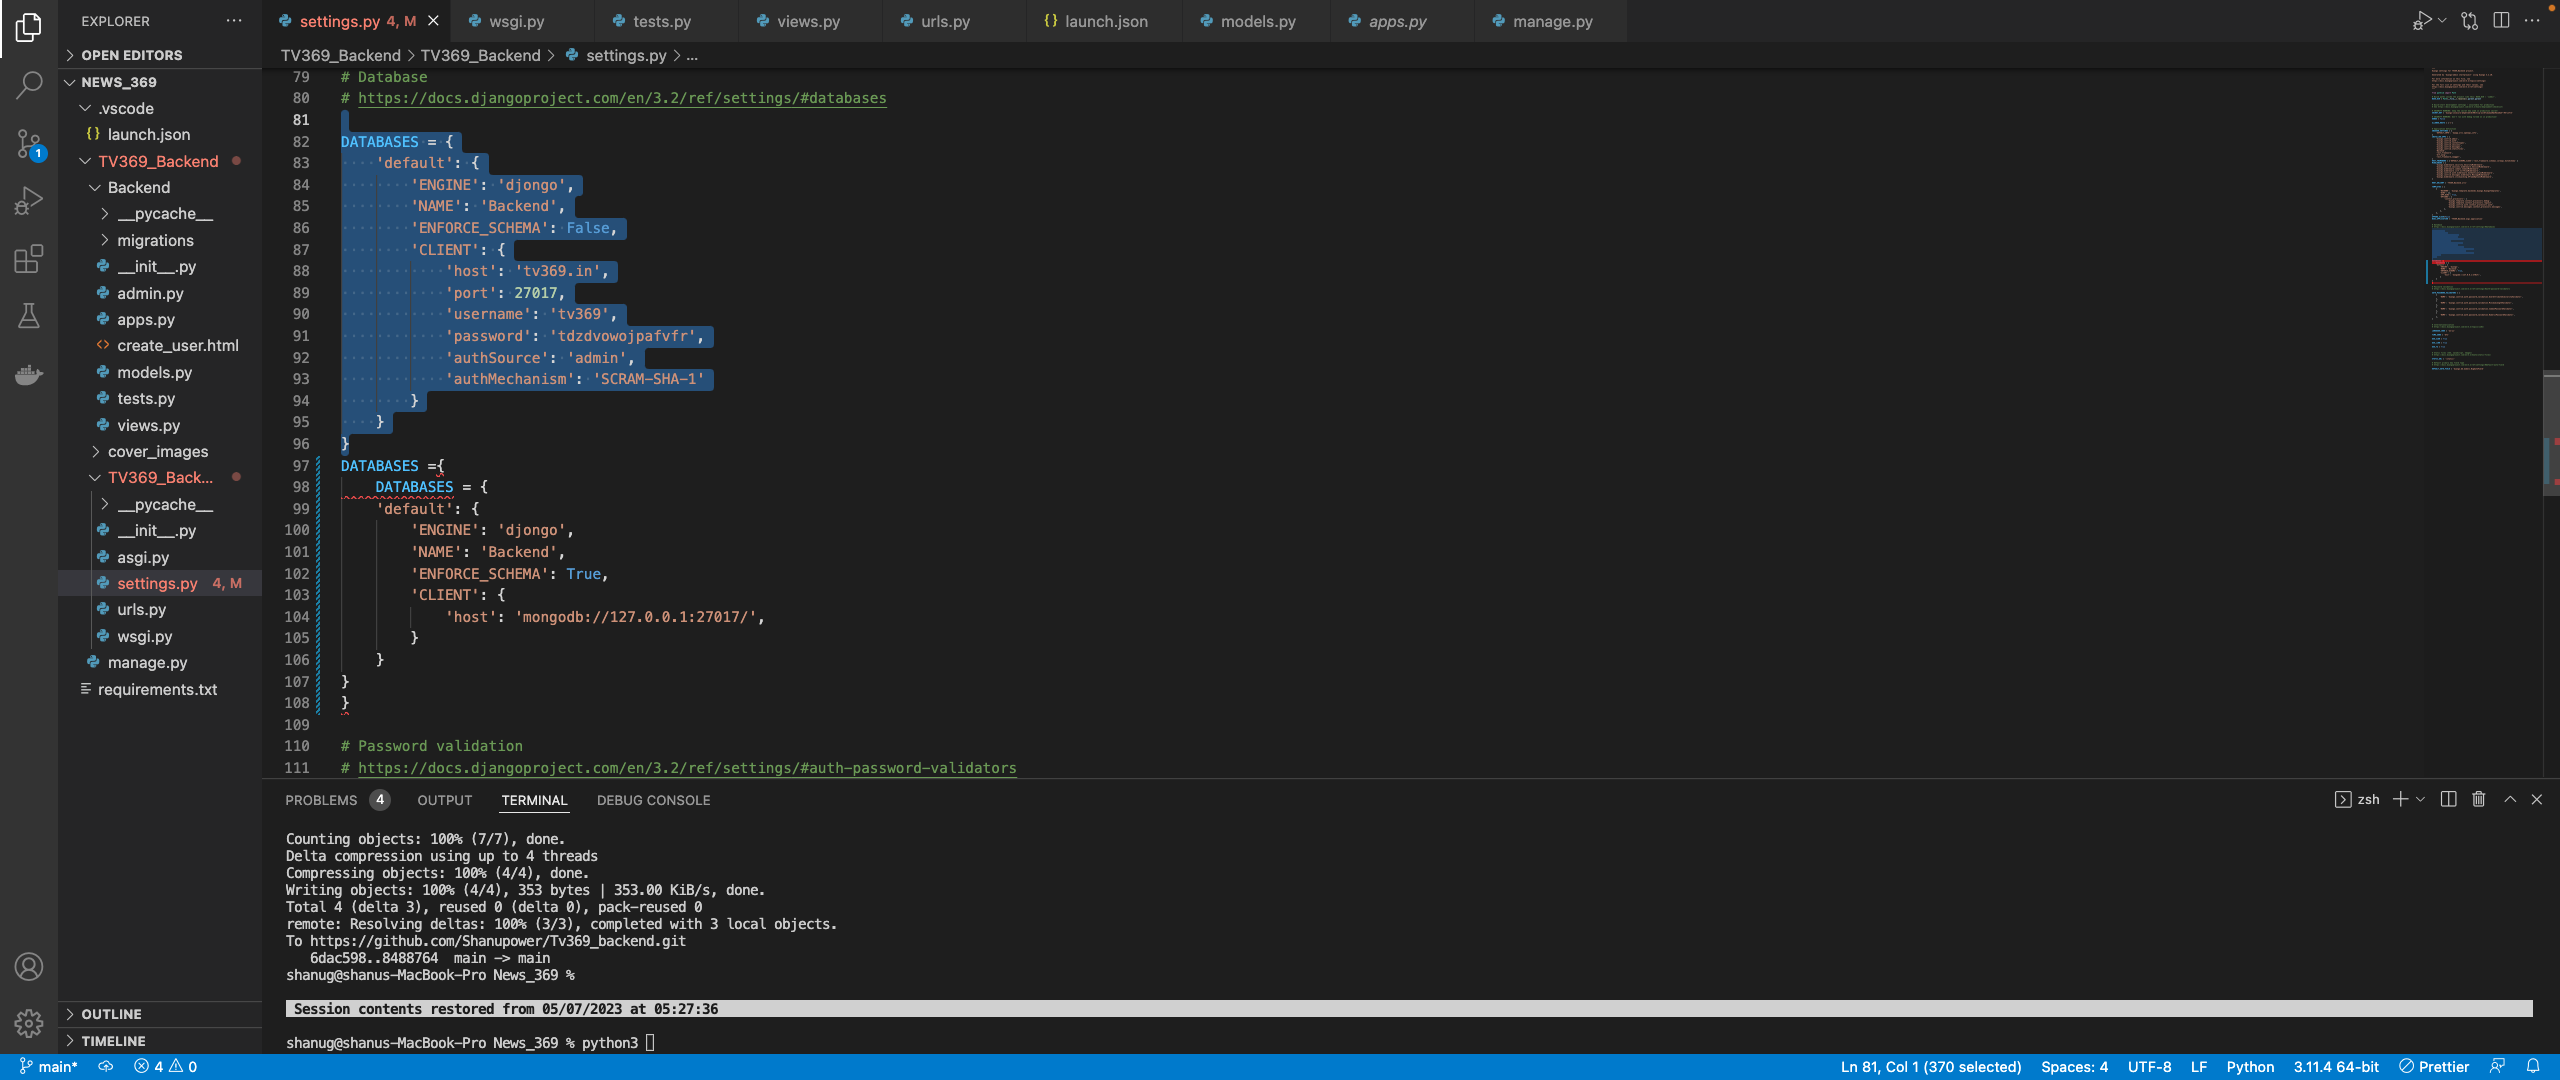 EXPLORER
settings.py 4, M
wsgi.py
tests.py
views.py
urls.py
launch.json
models.py
apps.py
manage.py
OPEN EDITORS
NEWS_369
.vscode
launch.json
TV369_Backend
Backend
__pycache__
migrations
__init__.py
admin.py
apps.py
create_user.html
models.py
tests.py
views.py
cover_images
TV369_Back...
__pycache__
__init__.py
asgi.py
settings.py 4, M
urls.py
wsgi.py
manage.py
requirements.txt
OUTLINE
TIMELINE
1
TV369_Backend > TV369_Backend > settings.py > ...
79 # Database
80 # https://docs.djangoproject.com/en/3.2/ref/settings/#databases
81
82 DATABASES = {
83 'default': {
84 'ENGINE': 'djongo',
85 'NAME': 'Backend',
86 'ENFORCE_SCHEMA': False,
87 'CLIENT': {
88 'host': 'tv369.in',
89 'port': 27017,
90 'username': 'tv369',
91 'password': 'tdzdvowojpafvfr',
92 'authSource': 'admin',
93 'authMechanism': 'SCRAM-SHA-1'
94 }
95 }
96 }
97 DATABASES ={
98 DATABASES = {
99 'default': {
100 'ENGINE': 'djongo',
101 'NAME': 'Backend',
102 'ENFORCE_SCHEMA': True,
103 'CLIENT': {
104 'host': 'mongodb://127.0.0.1:27017/',
105 }
106 }
107 }
108 }
109
110 # Password validation
111 # https://docs.djangoproject.com/en/3.2/ref/settings/#auth-password-validators
PROBLEMS 4 OUTPUT TERMINAL DEBUG CONSOLE
zsh
Counting objects: 100% (7/7), done.
Delta compression using up to 4 threads
Compressing objects: 100% (4/4), done.
Writing objects: 100% (4/4), 353 bytes | 353.00 KiB/s, done.
Total 4 (delta 3), reused 0 (delta 0), pack-reused 0
remote: Resolving deltas: 100% (3/3), completed with 3 local objects.
To https://github.com/Shanupower/Tv369_backend.git
6dac598..8488764 main -> main
shanug@shanus-MacBook-Pro News_369 %
Session contents restored from 05/07/2023 at 05:27:36
shanug@shanus-MacBook-Pro News_369 % python3
main* 4 0 Ln 81, Col 1 (370 selected) Spaces: 4 UTF-8 LF Python 3.11.4 64-bit Prettier